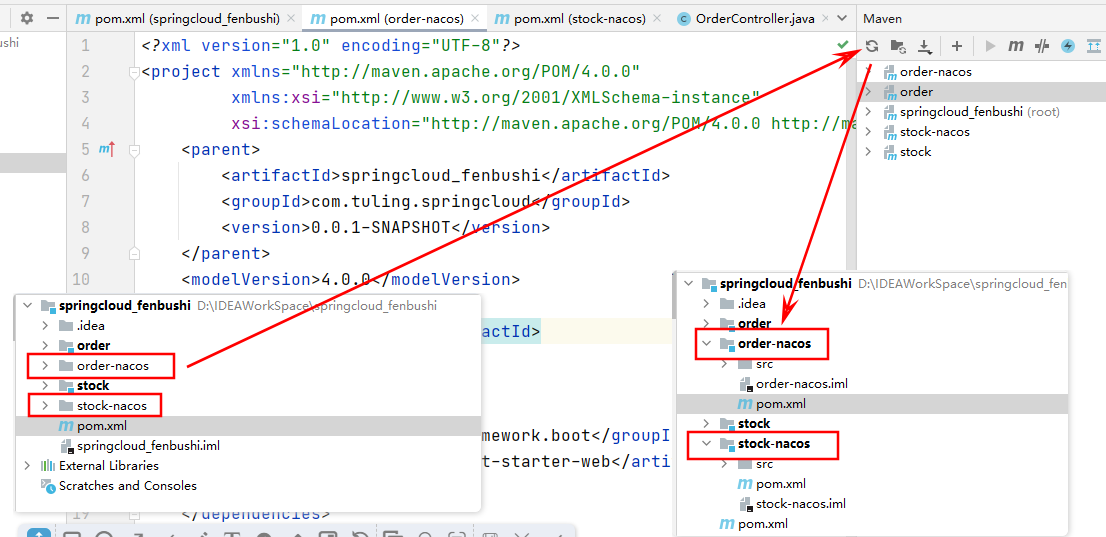 shi
pom.xml (springcloud_fenbushi)
pom.xml (order-nacos)
pom.xml (stock-nacos)
OrderController.java
Maven
1 <?xml version="1.0" encoding="UTF-8"?>
2 <project xmlns="http://maven.apache.org/POM/4.0.0"
3 xmlns:xsi="http://www.w3.org/2001/XMLSchema-instance"
4 xsi:schemaLocation="http://maven.apache.org/POM/4.0.0 http://ma
5 <parent>
6 <artifactId>springcloud_fenbushi</artifactId>
7 <groupId>com.tuling.springcloud</groupId>
8 <version>0.0.1-SNAPSHOT</version>
9 </parent>
10 <modelVersion>4.0.0</modelVersion>
actId>
mework.boot</groupI
t-starter-web</arti
19 </dependencies>
order-nacos
order
springcloud_fenbushi (root)
stock-nacos
stock
springcloud_fenbushi D:\IDEAWorkSpace\springcloud_fenbushi
.idea
order
order-nacos
stock
stock-nacos
pom.xml
springcloud_fenbushi.iml
External Libraries
Scratches and Consoles
springcloud_fenbushi D:\IDEAWorkSpace\springcloud_fen
.idea
order
order-nacos
src
order-nacos.iml
pom.xml
stock
stock-nacos
src
pom.xml
stock-nacos.iml
pom.xml